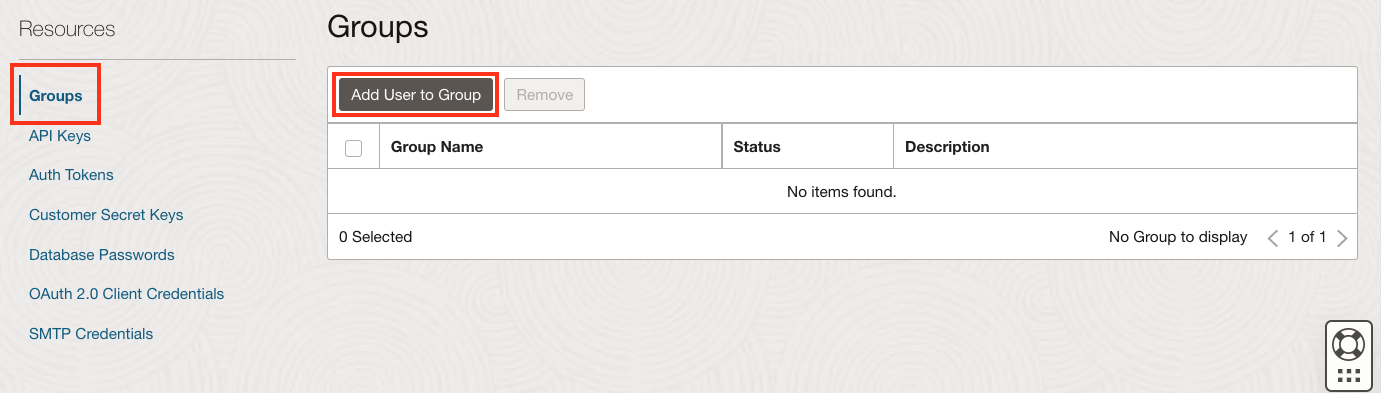 Resources
Groups
API Keys
Auth Tokens
Customer Secret Keys
Database Passwords
OAuth 2.0 Client Credentials
SMTP Credentials
Groups
Add User to Group Remove
Group Name Status Description
No items found.
0 Selected No Group to display 1 of 1